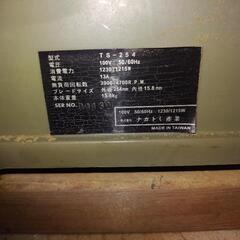 型式 TS-254
電圧 100V 50/60Hz
消費電力 1230/1215W
電流 13A
無負荷回転数 3900/4700R.P.M
ブレードサイズ 外径254mm 内径15.8mm
本体重量 15.6kg
SER NO.
100V 50/60Hz 1230/1215W
ナカトミ産業
MADE IN TAIWAN